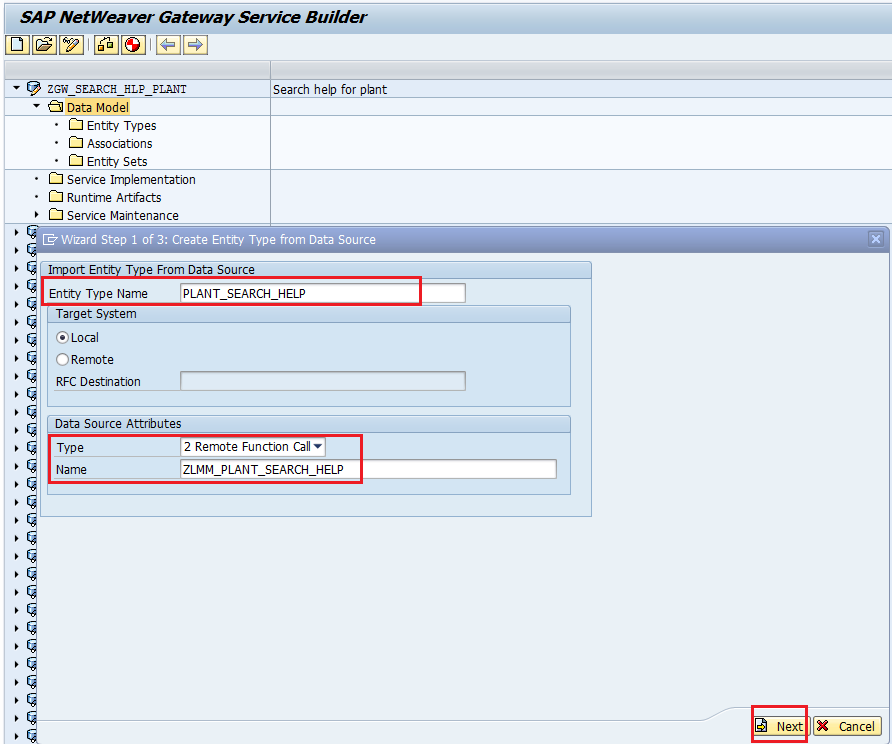 SAP NetWeaver Gateway Service Builder
ZGW_SEARCH_HLP_PLANT Search help for plant
Data Model
Entity Types
Associations
Entity Sets
Service Implementation
Runtime Artifacts
Service Maintenance
Wizard Step 1 of 3: Create Entity Type from Data Source
Import Entity Type From Data Source
Entity Type Name PLANT_SEARCH_HELP
Target System
Local
Remote
RFC Destination
Data Source Attributes
Type 2 Remote Function Call
Name ZLMM_PLANT_SEARCH_HELP
Next Cancel